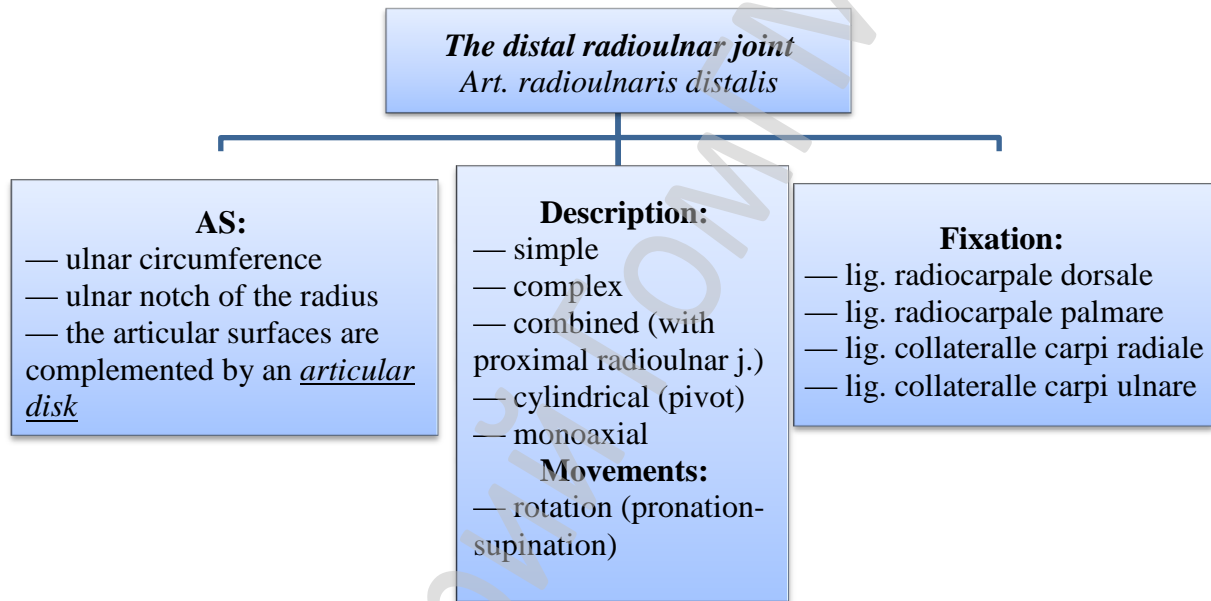 The distal radioulnar joint
Art. radioulnaris distalis
AS:
— ulnar circumference
— ulnar notch of the radius
— the articular surfaces are
complemented by an articular
disk
Description:
— simple
— complex
— combined (with
proximal radioulnar j.)
— cylindrical (pivot)
— monoaxial
Movements:
— rotation (pronation-
supination)
Fixation:
— lig. radiocarpale dorsale
— lig. radiocarpale palmare
— lig. collateralle carpi radiale
— lig. collateralle carpi ulnare